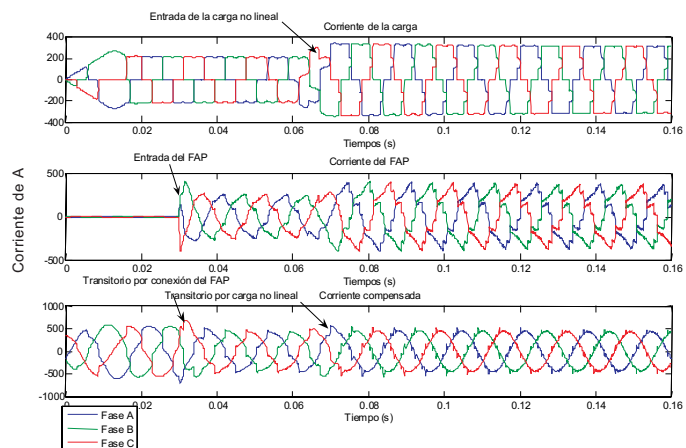 Entrada de la carga no lineal
Corriente de la carga
400
200
0
-200
-400
0 0.02 0.04 0.06 0.08 0.1 0.12 0.14 0.16
Tiempos (s)
Entrada del FAP
Corriente del FAP
500
0
-500
0 0.02 0.04 0.06 0.08 0.1 0.12 0.14 0.16
Tiempos (s)
Corriente de A
Transitorio por conexión del FAP
Transitorio por carga no lineal
Corriente compensada
1000
500
0
-500
-1000
0 0.02 0.04 0.06 0.08 0.1 0.12 0.14 0.16
Tiempo (s)
Fase A
Fase B
Fase C